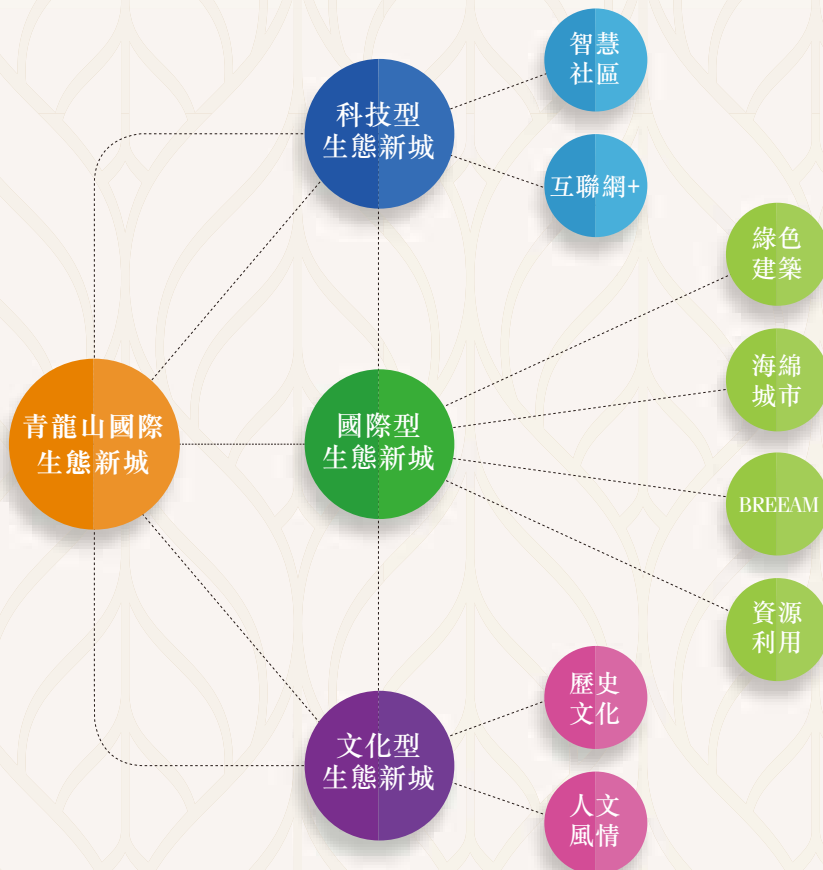 智慧
社區
科技型
生態新城
互聯網+
綠色
建築
海綿
城市
青龍山國際
生態新城
國際型
生態新城
BREEAM
資源
利用
歷史
文化
文化型
生態新城
人文
風情